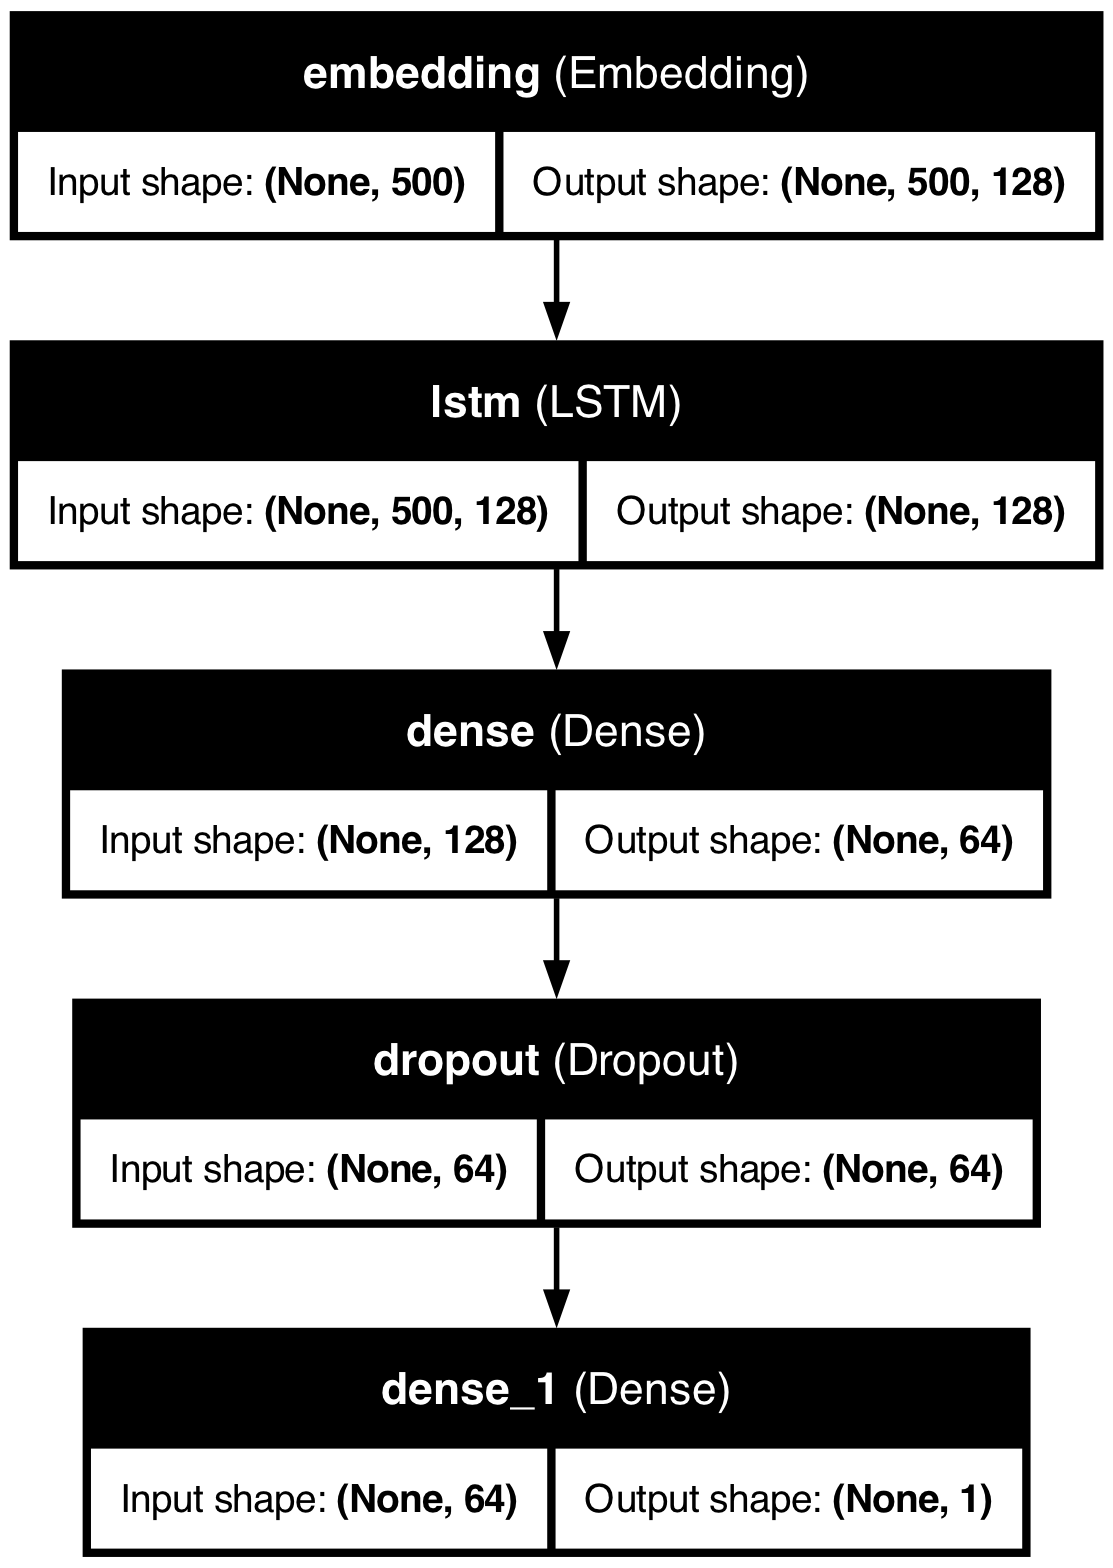 embedding (Embedding)
Input shape: (None, 500) Output shape: (None, 500, 128)
lstm (LSTM)
Input shape: (None, 500, 128) Output shape: (None, 128)
dense (Dense)
Input shape: (None, 128) Output shape: (None, 64)
dropout (Dropout)
Input shape: (None, 64) Output shape: (None, 64)
dense_1 (Dense)
Input shape: (None, 64) Output shape: (None, 1)